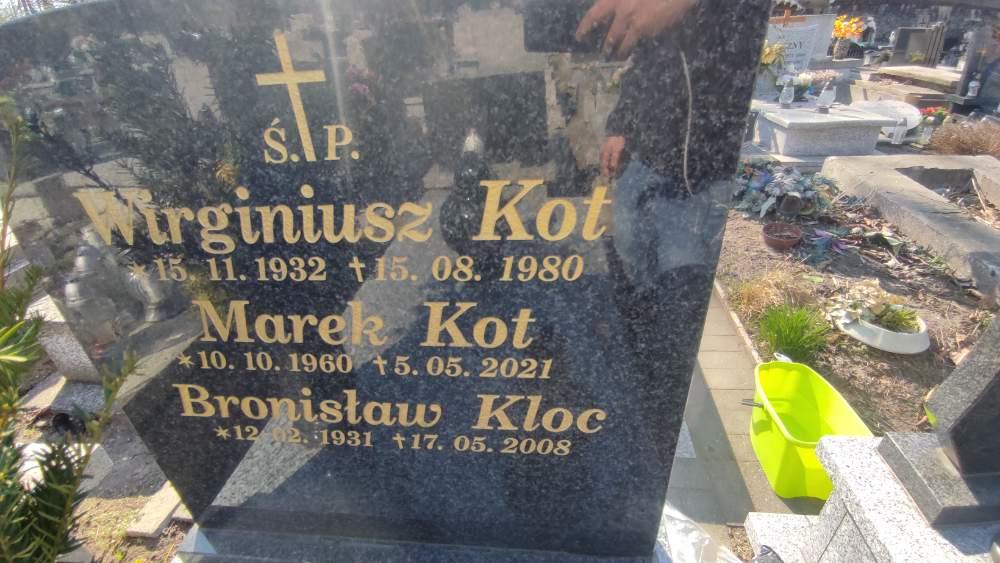 Ś. P.
Wirginiusz Kot
*15. 11. 1932 †15. 08. 1980
Marek Kot
*10. 10. 1960 †5. 05. 2021
Bronisław Kloc
*12. 02. 1931 †17. 05. 2008